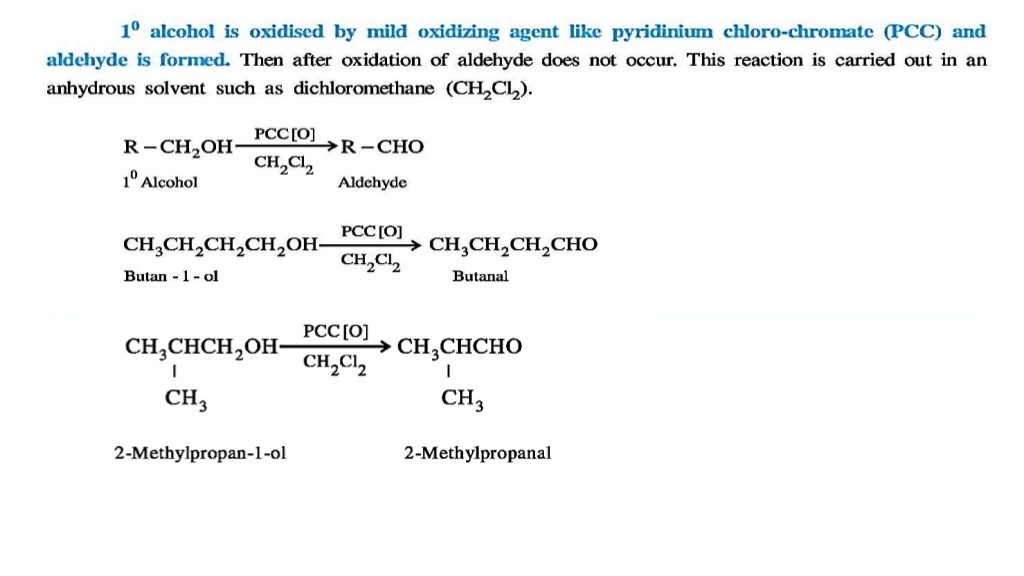 1⁰ alcohol is oxidised by mild oxidizing agent like pyridinium chloro-chromate (PCC) and
aldehyde is formed. Then after oxidation of aldehyde does not occur. This reaction is carried out in an
anhydrous solvent such as dichloromethane (CH₂Cl₂).
PCC[O]
R – CH₂OH → R – CHO
CH₂Cl₂
1⁰ Alcohol Aldehyde
PCC[O]
CH₃CH₂CH₂CH₂OH → CH₃CH₂CH₂CHO
CH₂Cl₂
Butan - 1 - ol Butanal
PCC[O]
CH₃CHCH₂OH → CH₃CHCHO
CH₂Cl₂
| |
CH₃ CH₃
2-Methylpropan-1-ol 2-Methylpropanal